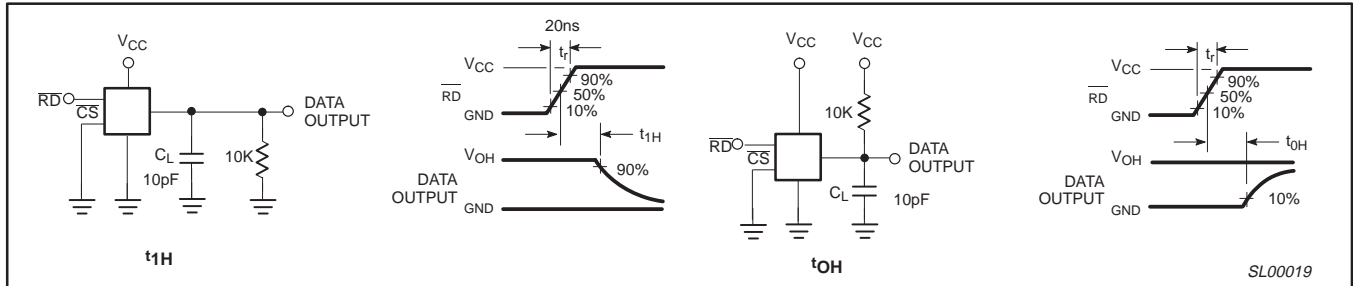 20ns
VCC
tr
VCC
90%
50%
10%
RD
GND
RD
CS
DATA
OUTPUT
CL
10pF
10K
t1H
VOH
90%
DATA
OUTPUT
GND
t1H
VCC
VCC
10K
RD
CS
DATA
OUTPUT
CL
10pF
tOH
tr
VCC
90%
50%
10%
RD
GND
t0H
VOH
DATA
OUTPUT
10%
GND
SL00019